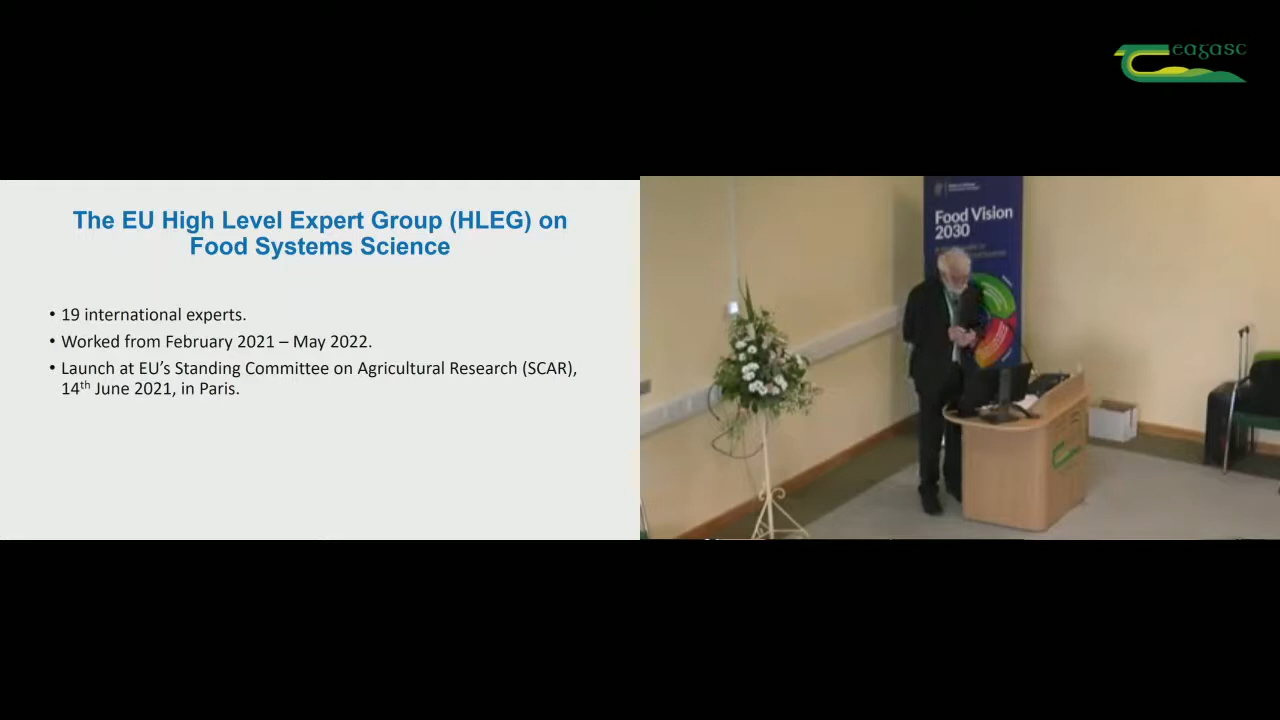 eagasc
The EU High Level Expert Group (HLEG) on
Food Systems Science
• 19 international experts.
• Worked from February 2021 – May 2022.
• Launch at EU’s Standing Committee on Agricultural Research (SCAR),
14th June 2021, in Paris.
Food Vision
2030